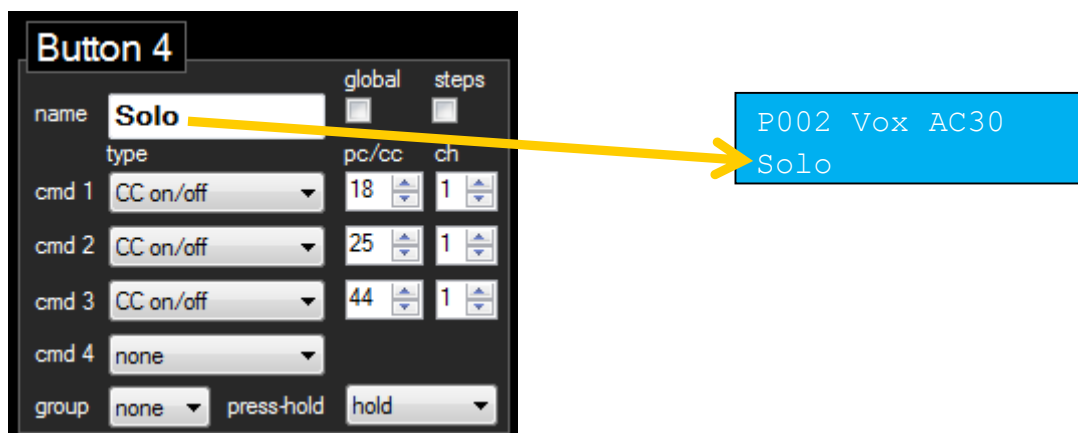 Button 4
global steps
name Solo
type pc/cc ch
cmd 1 CC on/off 18 1
cmd 2 CC on/off 25 1
cmd 3 CC on/off 44 1
cmd 4 none
group none press-hold hold
P002 Vox AC30
Solo